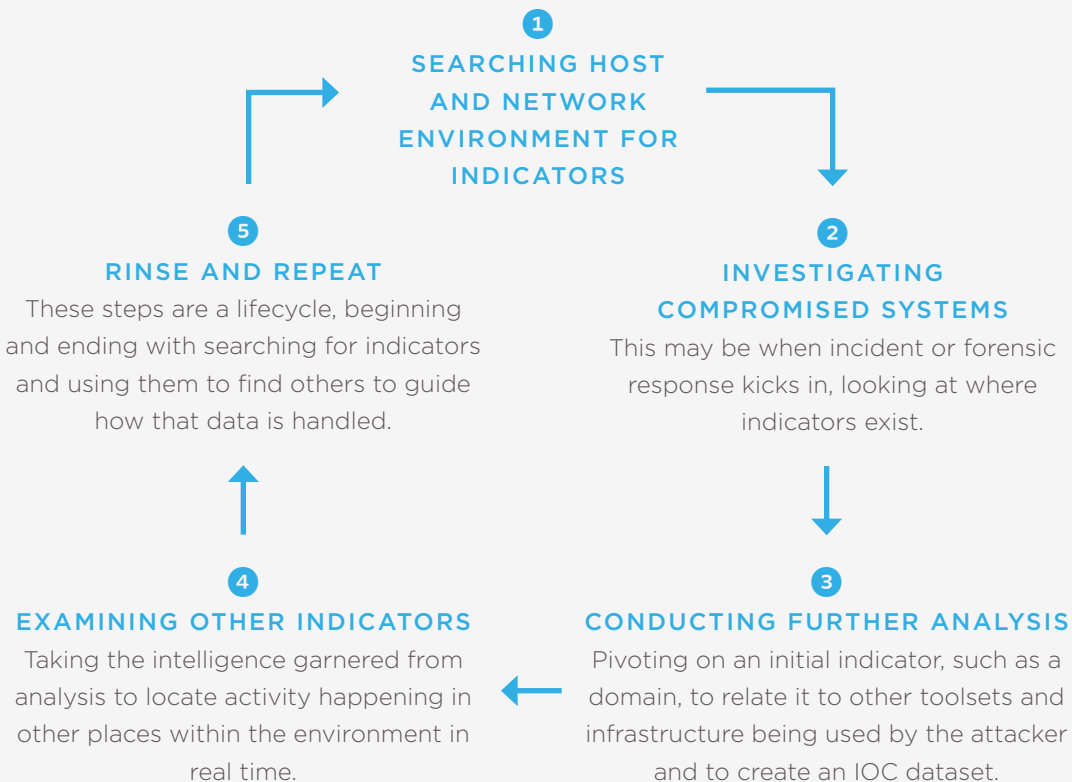 1
SEARCHING HOST
AND NETWORK
ENVIRONMENT FOR
INDICATORS
2
INVESTIGATING
COMPROMISED SYSTEMS
This may be when incident or forensic
response kicks in, looking at where
indicators exist.
3
CONDUCTING FURTHER ANALYSIS
Pivoting on an initial indicator, such as a
domain, to relate it to other toolsets and
infrastructure being used by the attacker
and to create an IOC dataset.
4
EXAMINING OTHER INDICATORS
Taking the intelligence garnered from
analysis to locate activity happening in
other places within the environment in
real time.
5
RINSE AND REPEAT
These steps are a lifecycle, beginning
and ending with searching for indicators
and using them to find others to guide
how that data is handled.